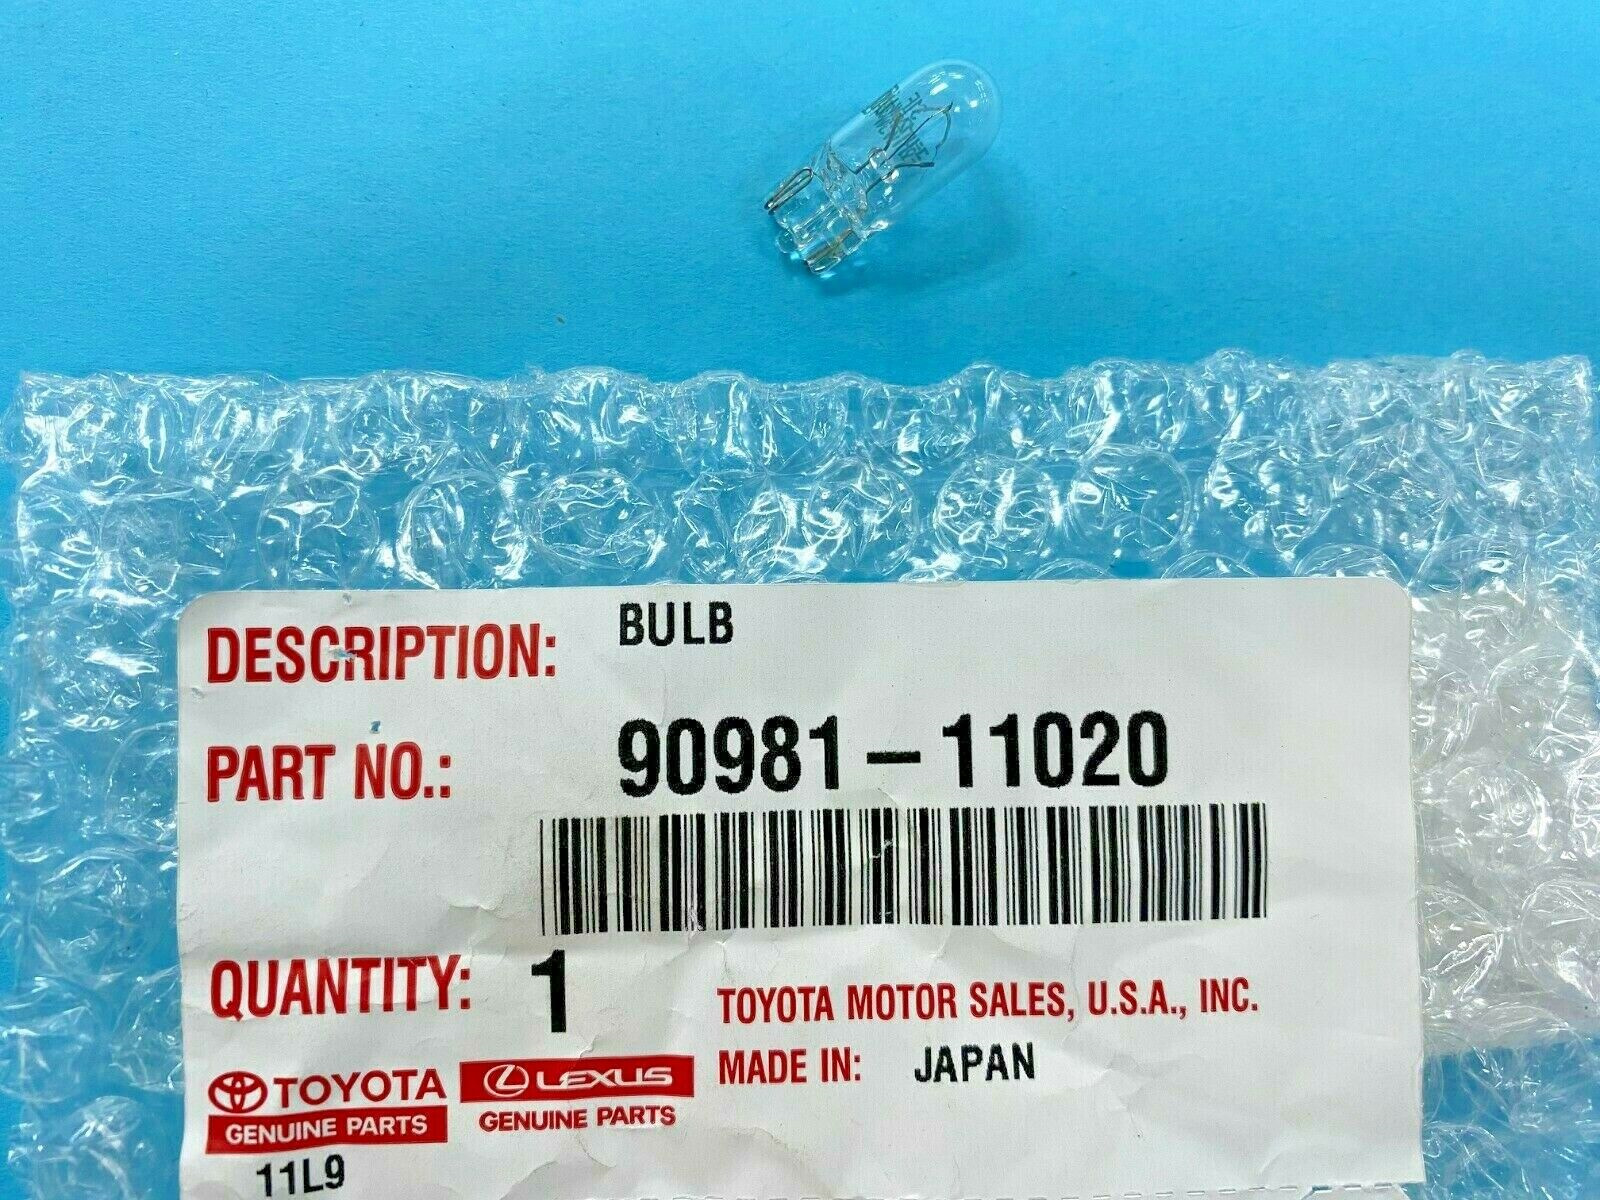 DESCRIPTION: BULB
PART NO.: 90981-11020
QUANTITY: 1
TOYOTA MOTOR SALES, U.S.A., INC.
MADE IN: JAPAN
TOYOTA
GENUINE PARTS
LEXUS
GENUINE PARTS
11L9